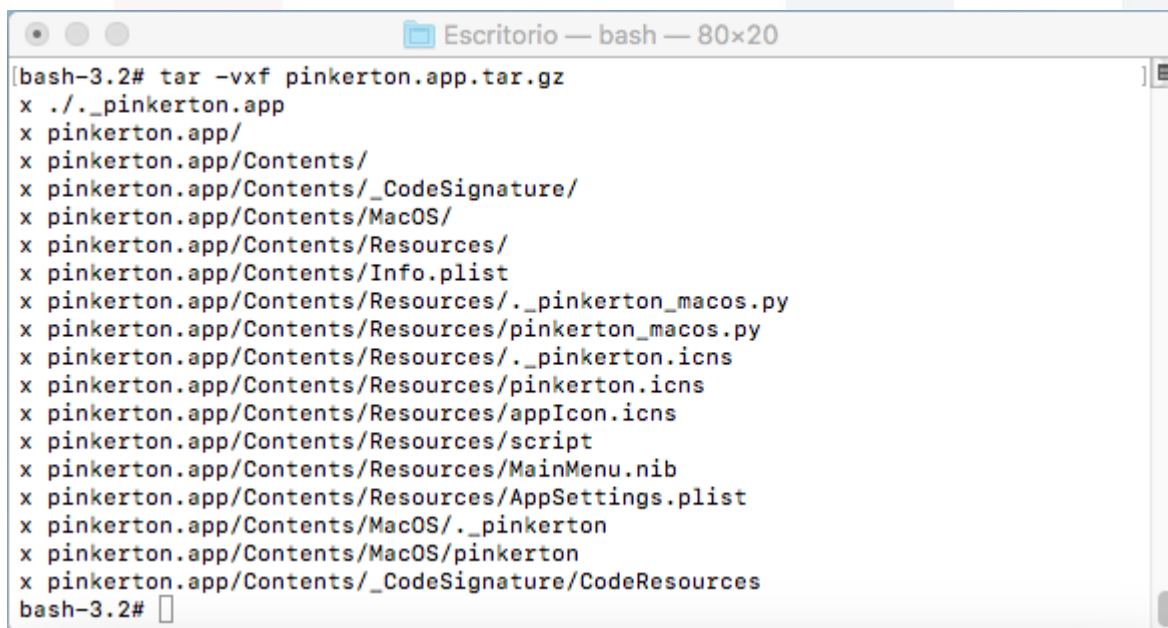 Escritorio — bash — 80×20
[bash-3.2# tar -vxf pinkerton.app.tar.gz ]
x ./._pinkerton.app
x pinkerton.app/
x pinkerton.app/Contents/
x pinkerton.app/Contents/_CodeSignature/
x pinkerton.app/Contents/MacOS/
x pinkerton.app/Contents/Resources/
x pinkerton.app/Contents/Info.plist
x pinkerton.app/Contents/Resources/._pinkerton_macos.py
x pinkerton.app/Contents/Resources/pinkerton_macos.py
x pinkerton.app/Contents/Resources/._pinkerton.icns
x pinkerton.app/Contents/Resources/pinkerton.icns
x pinkerton.app/Contents/Resources/appIcon.icns
x pinkerton.app/Contents/Resources/script
x pinkerton.app/Contents/Resources/MainMenu.nib
x pinkerton.app/Contents/Resources/AppSettings.plist
x pinkerton.app/Contents/MacOS/._pinkerton
x pinkerton.app/Contents/MacOS/pinkerton
x pinkerton.app/Contents/_CodeSignature/CodeResources
bash-3.2#